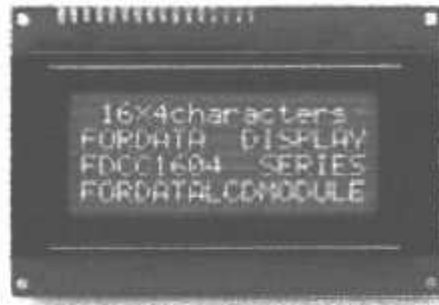 16×4characters
FORDATA DISPLAY
FDCC1604 SERIES
FORDATALCDMODULE